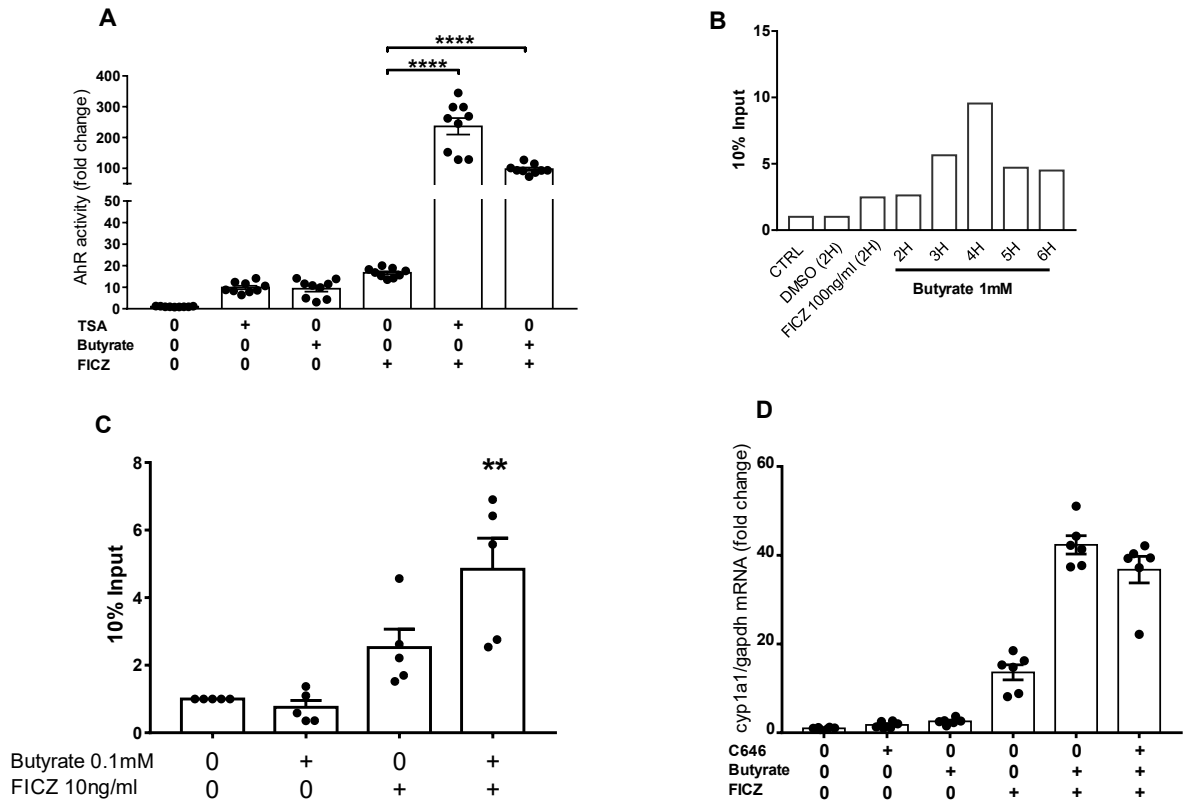 A
****
****
AhR activity (fold change)
400
300
200
100
50
40
30
20
10
0
TSA 0 + 0 0 + 0
Butyrate 0 0 + 0 0 +
FICZ 0 0 0 + + +
B
10% Input
15
10
5
0
CTRL
DMSO (2H)
FICZ 100ng/ml (2H)
2H
3H
4H
5H
6H
Butyrate 1mM
C
10% Input
8
6
4
2
0
**
Butyrate 0.1mM 0 + 0 +
FICZ 10ng/ml 0 0 + +
D
cyp1a1/gapdh mRNA (fold change)
60
40
20
0
C646 0 + 0 0 0 +
Butyrate 0 0 + 0 + +
FICZ 0 0 0 + + +